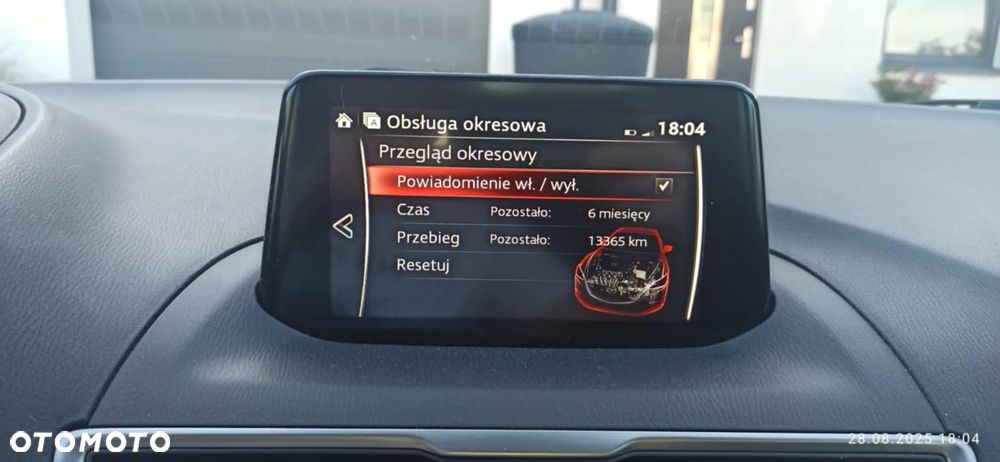 A Obsługa okresowa 18:04
Przegląd okresowy
Powiadomienie wł. / wył.
Czas Pozostało: 6 miesięcy
Przebieg Pozostało: 13365 km
Resetuj
OTOMOTO 28.08.2025 18:04